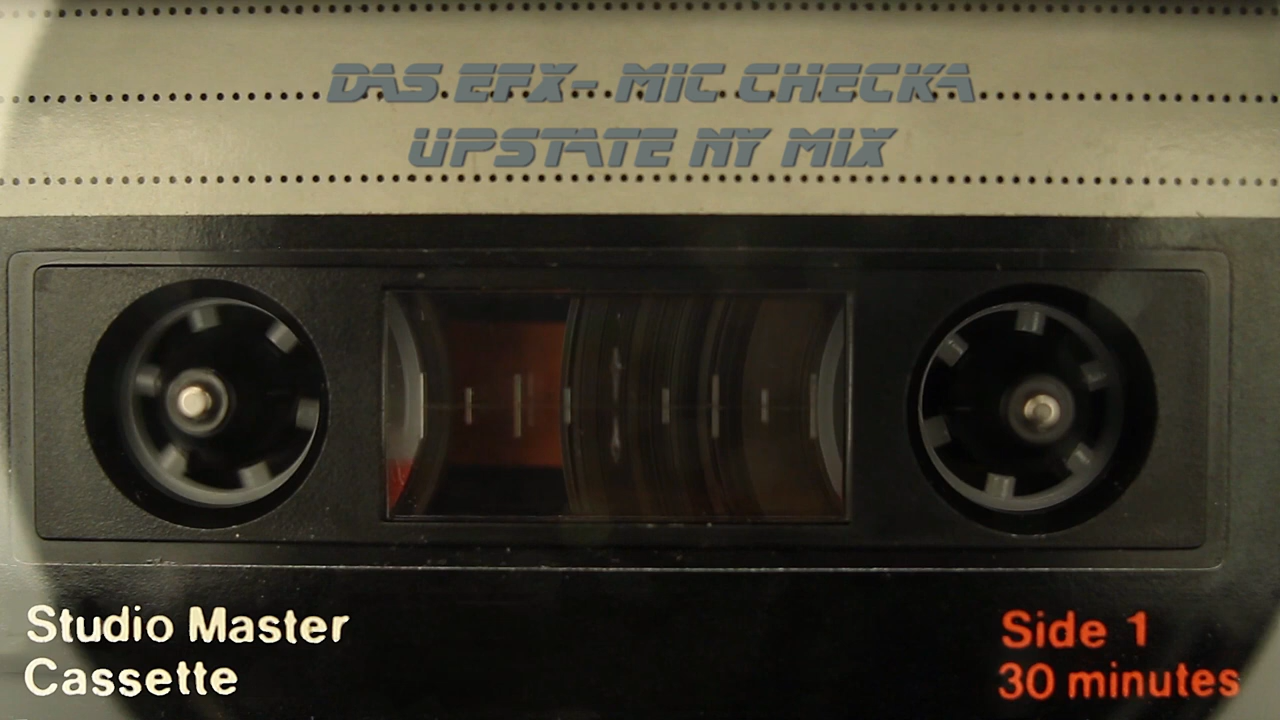 DAS EFX- MIC CHECKA
UPSTATE NY MIX
Studio Master
Cassette
Side 1
30 minutes